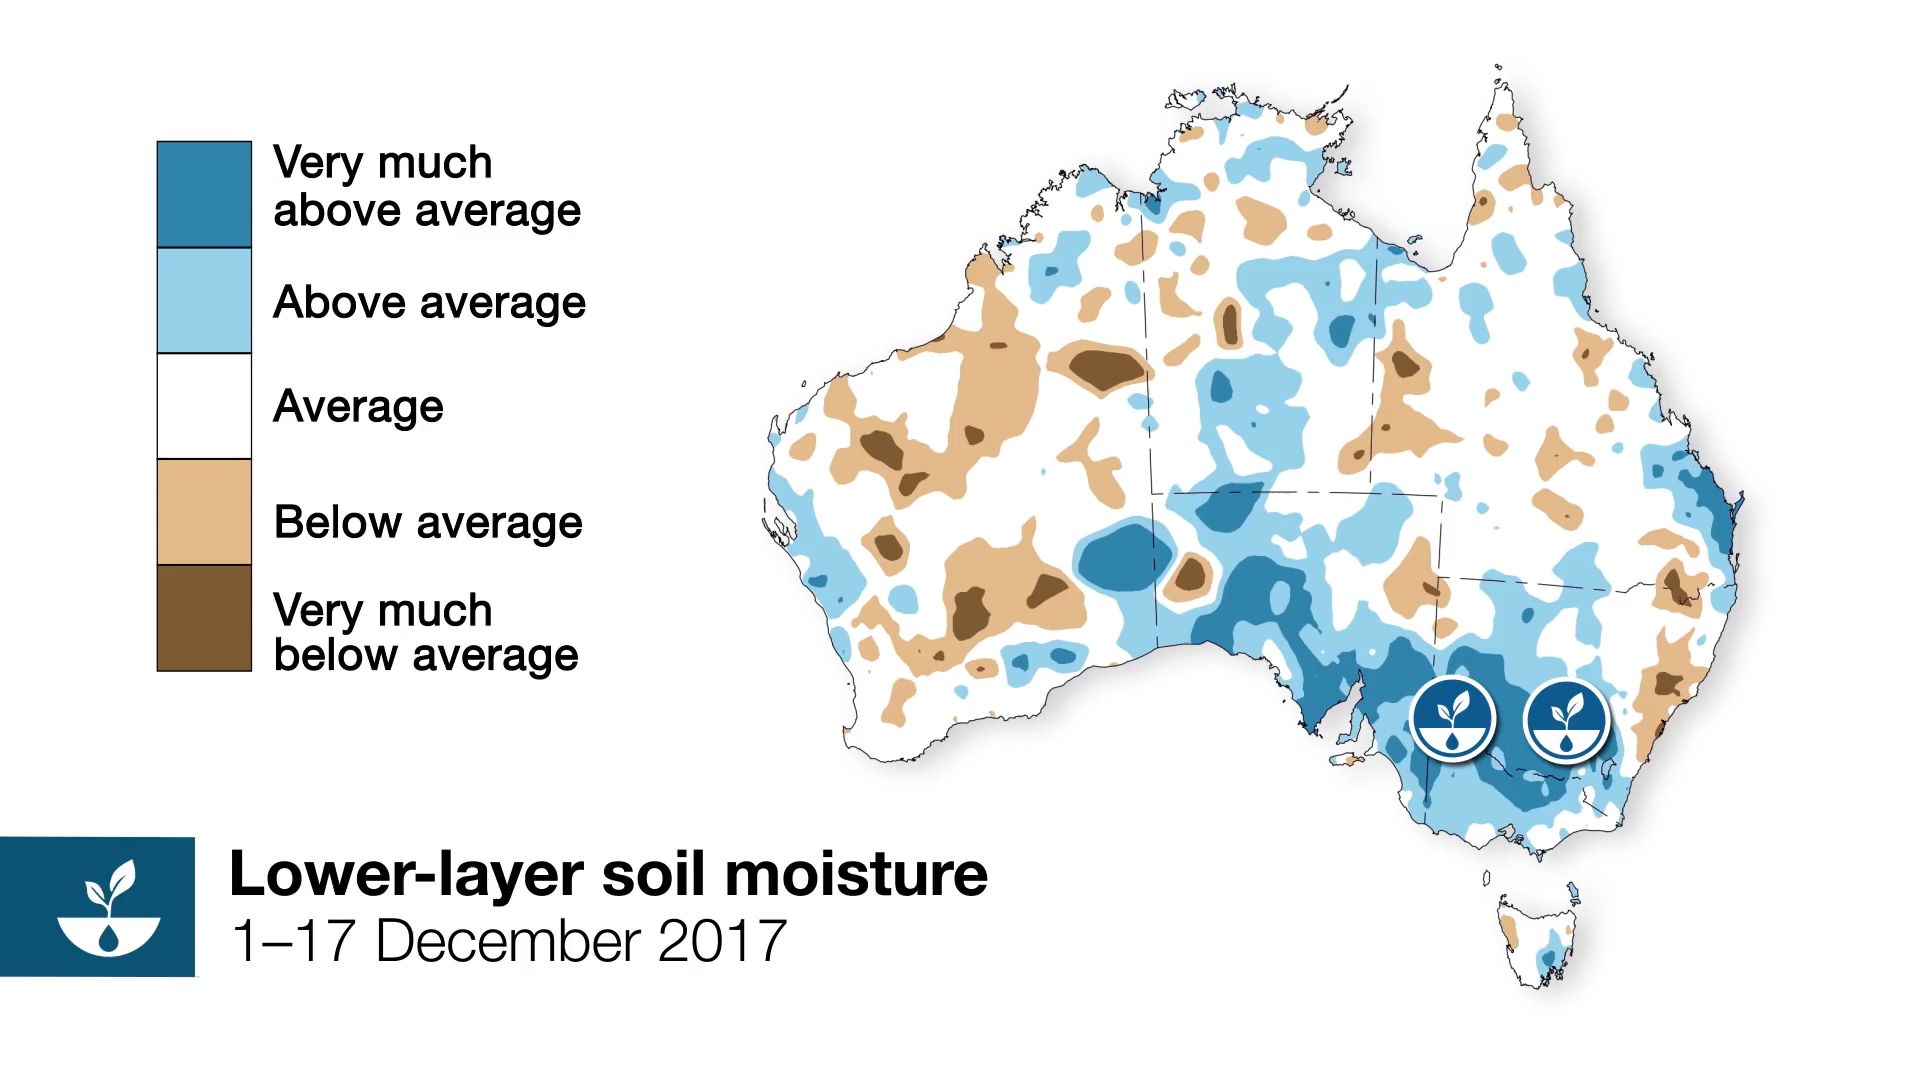 Very much
above average
Above average
Average
Below average
Very much
below average
Lower-layer soil moisture
1–17 December 2017